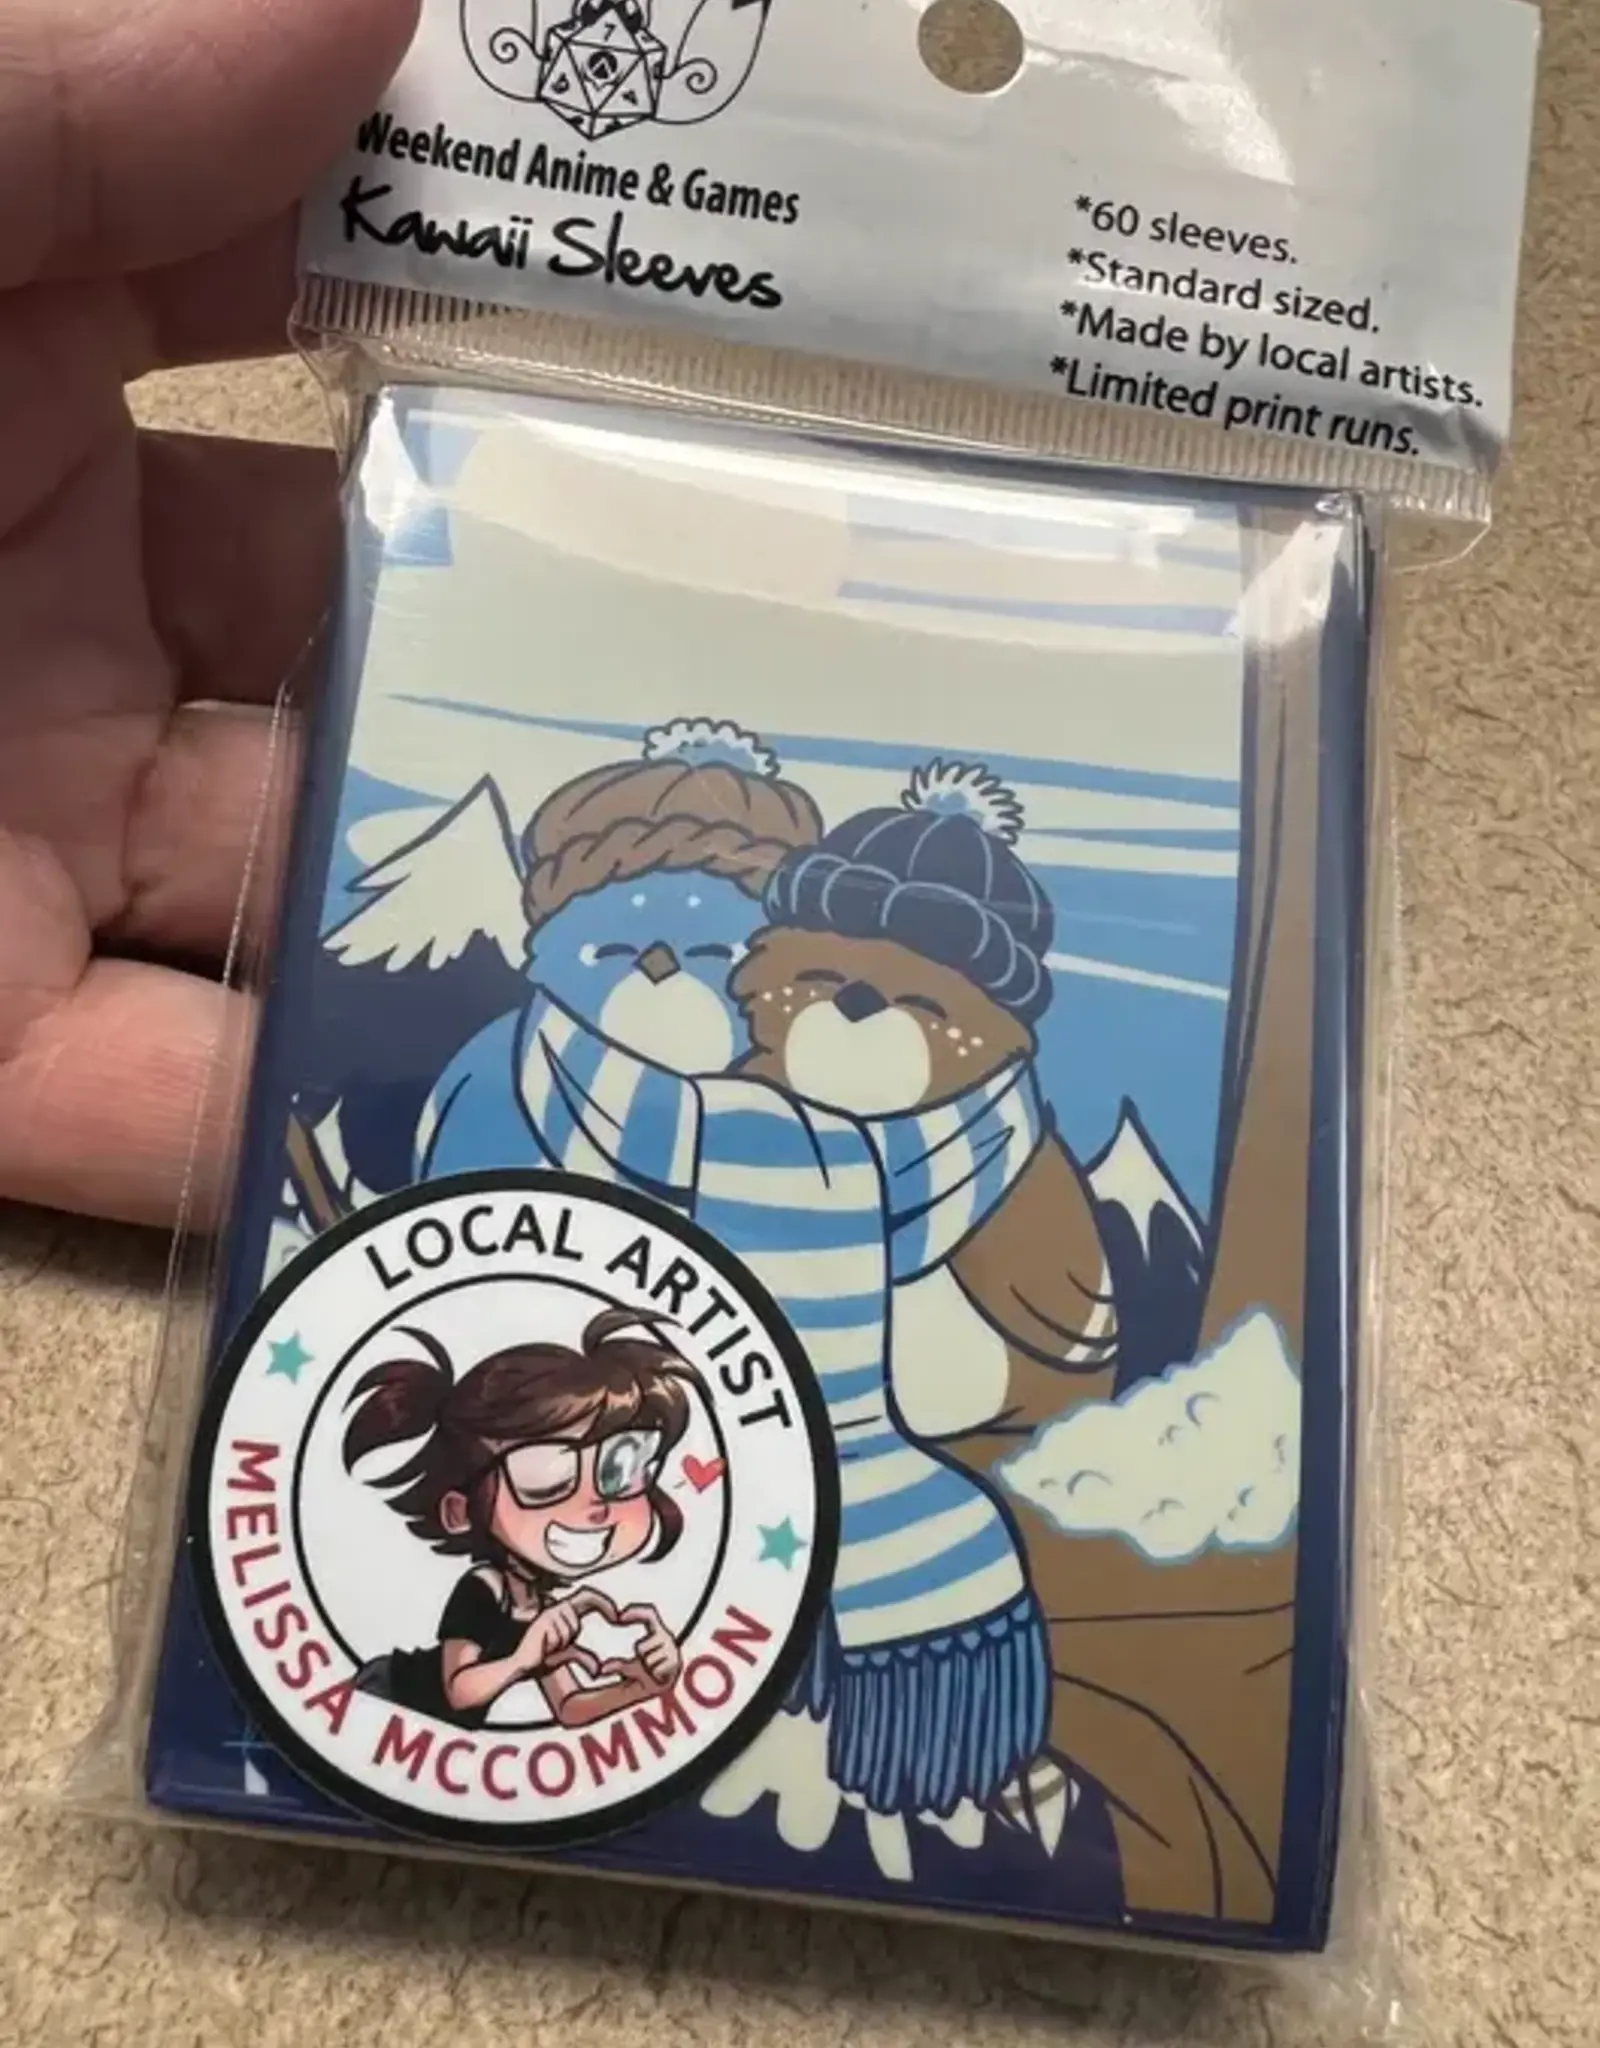 7
Weekend Anime & Games
Kawaii Sleeves
*60 sleeves.
*Standard sized.
*Made by local artists.
*Limited print runs.
LOCAL ARTIST
MELISSA MCCOMMON